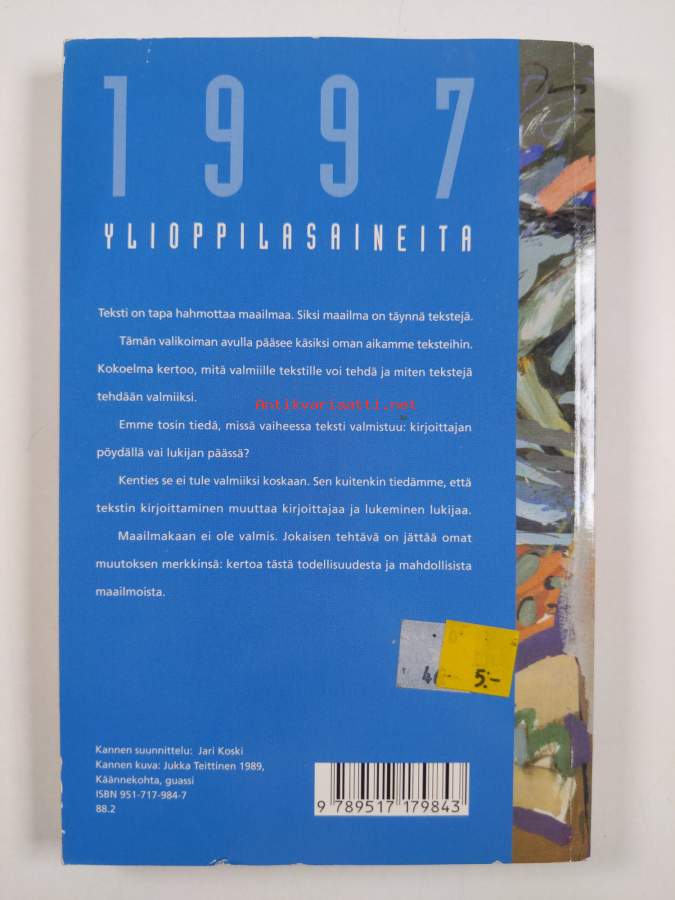 1997
YLIOPPILASAINEITA
Teksti on tapa hahmottaa maailmaa. Siksi maailma on täynnä tekstejä.
Tämän valikoiman avulla pääsee käsiksi oman aikamme teksteihin.
Kokoelma kertoo, mitä valmiille tekstille voi tehdä ja miten tekstejä
tehdään valmiiksi.
Antikvariaatti.net
Emme tosin tiedä, missä vaiheessa teksti valmistuu: kirjoittajan
pöydällä vai lukijan päässä?
Kenties se ei tule valmiiksi koskaan. Sen kuitenkin tiedämme, että
tekstin kirjoittaminen muuttaa kirjoittajaa ja lukeminen lukijaa.
Maailmakaan ei ole valmis. Jokaisen tehtävä on jättää omat
muutoksen merkkinsä: kertoa tästä todellisuudesta ja mahdollisista
maailmoista.
5:-
Kannen suunnittelu: Jari Koski
Kannen kuva: Jukka Teittinen 1989,
Käännekohta, guassi
ISBN 951-717-984-7
88.2
9 789517 179843